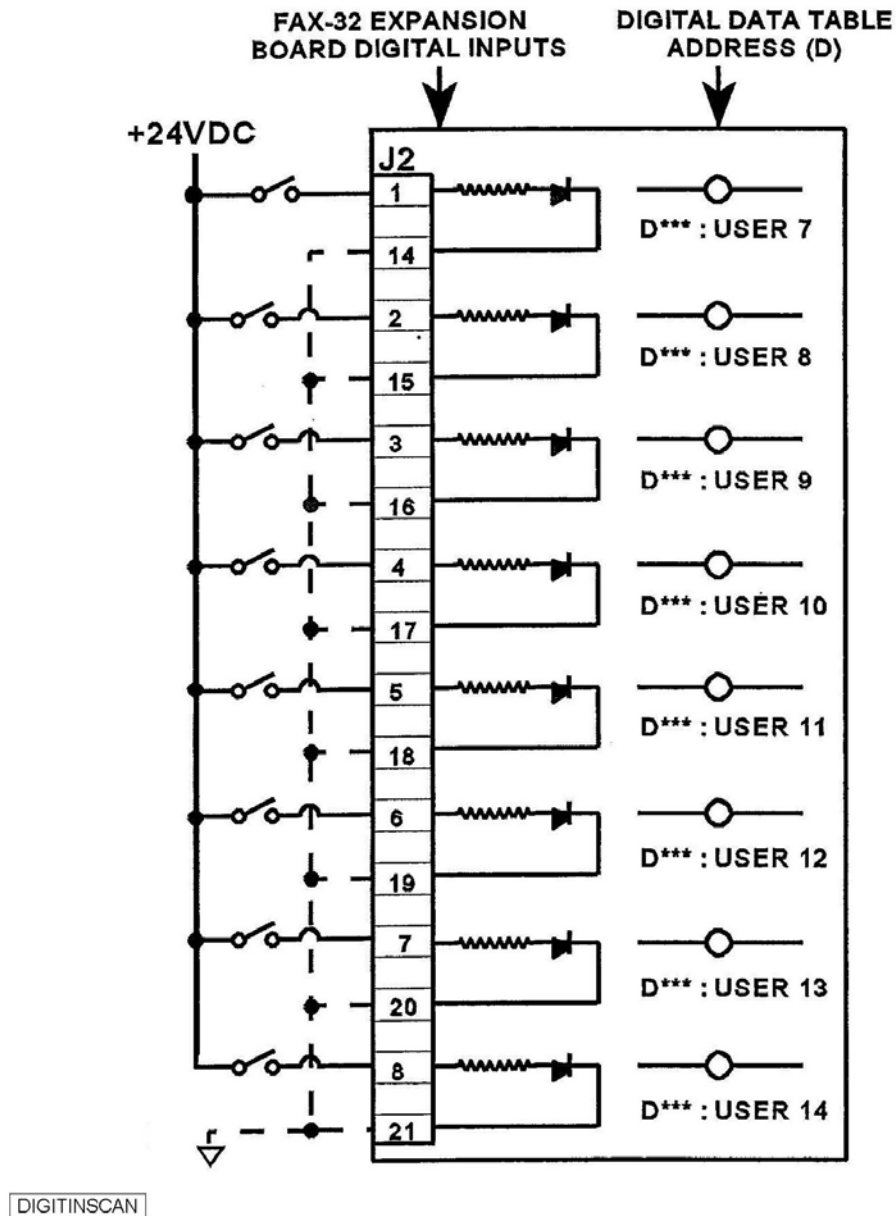 FAX-32 EXPANSION
BOARD DIGITAL INPUTS
DIGITAL DATA TABLE
ADDRESS (D)
+24VDC
J2
1
D*** : USER 7
14
2
D*** : USER 8
15
3
D*** : USER 9
16
4
D*** : USER 10
17
5
D*** : USER 11
18
6
D*** : USER 12
19
7
D*** : USER 13
20
8
D*** : USER 14
21
DIGITINSCAN